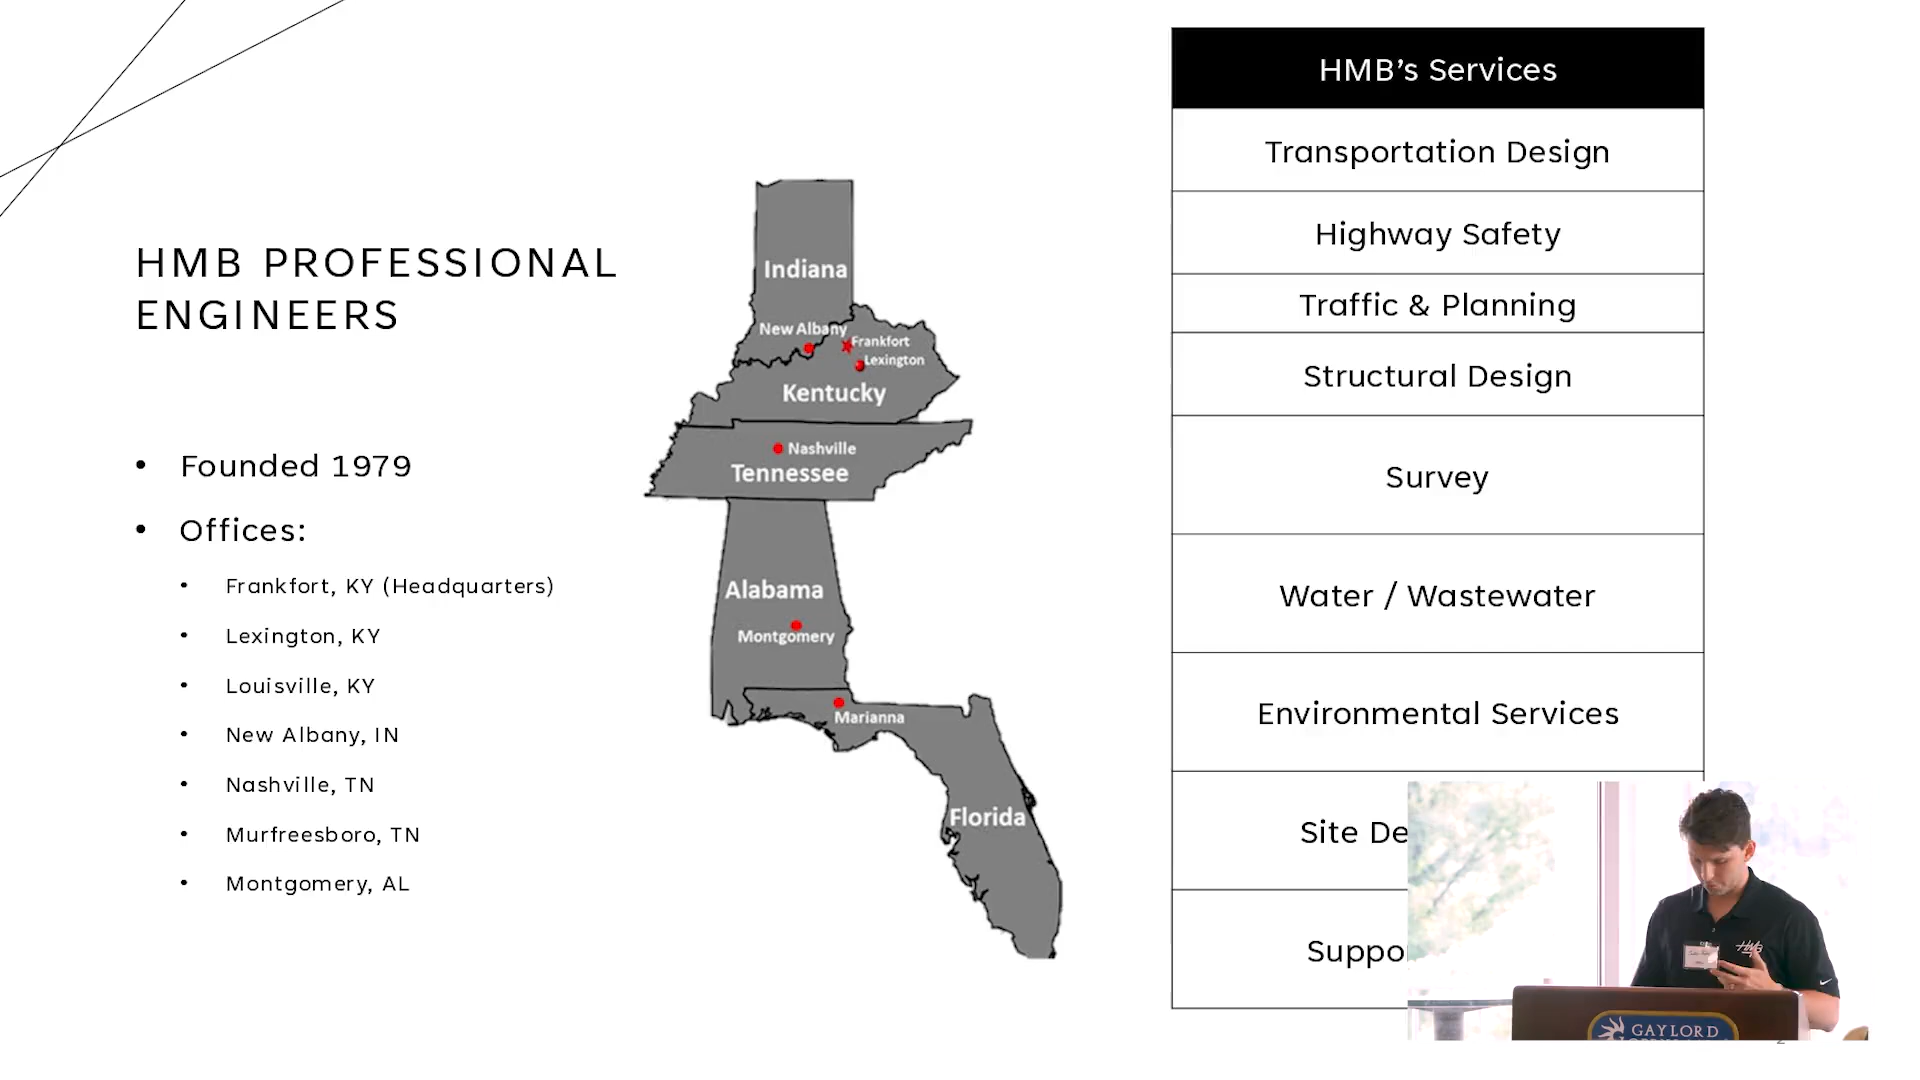 HMB PROFESSIONAL
ENGINEERS
• Founded 1979
• Offices:
• Frankfort, KY (Headquarters)
• Lexington, KY
• Louisville, KY
• New Albany, IN
• Nashville, TN
• Murfreesboro, TN
• Montgomery, AL
Indiana
New Albany
Frankfort
Lexington
Kentucky
Nashville
Tennessee
Alabama
Montgomery
Marianna
Florida
HMB's Services
Transportation Design
Highway Safety
Traffic & Planning
Structural Design
Survey
Water / Wastewater
Environmental Services
Site De
Suppo
HMB
GAYLORD